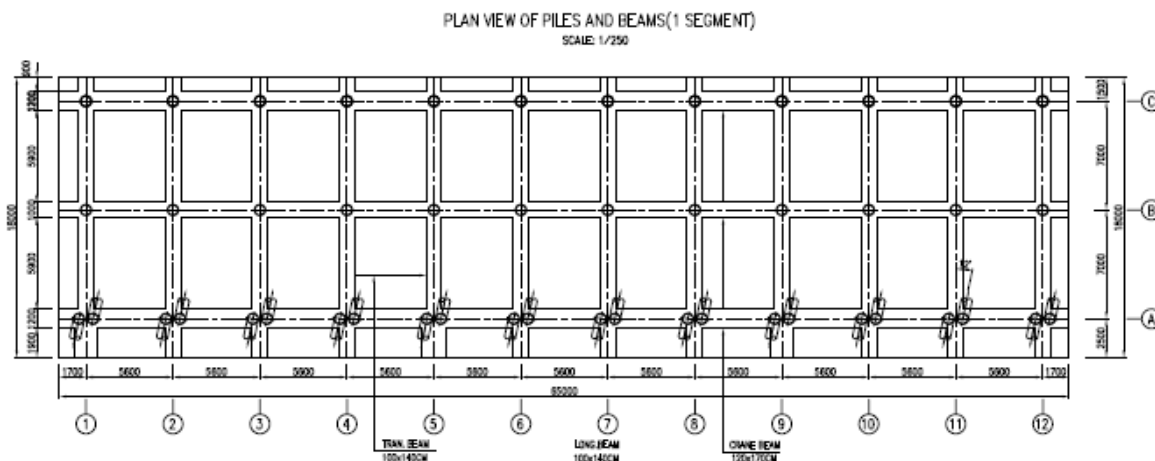 PLAN VIEW OF PILES AND BEAMS(1 SEGMENT)
SCALE: 1/250
1200
5900
1000
5900
1200
1900
18000
1500
7000
7000
2500
18000
C
B
A
1700 5600 5600 5600 5600 5600 5600 5600 5600 5600 5600 5600 1700
65000
1 2 3 4 5 6 7 8 9 10 11 12
TRAN. BEAM
100x140CM
LONG.BEAM
100x140CM
CRANE BEAM
120x170CM